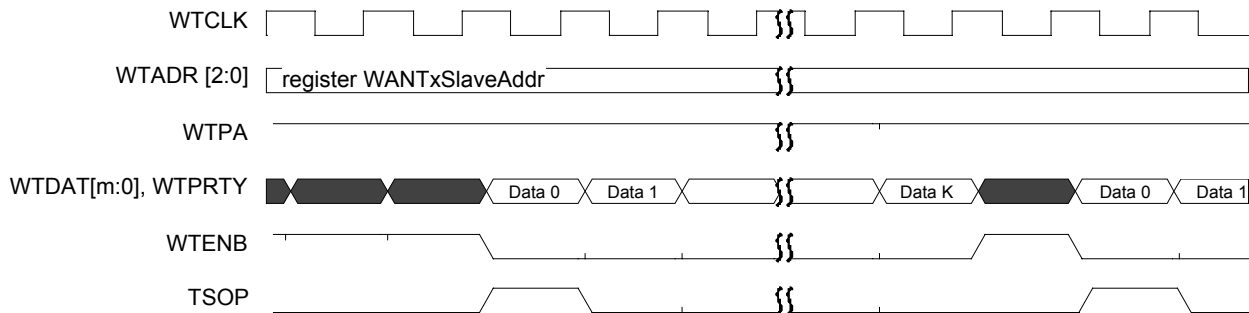 WTCLK
WTADR [2:0] register WANTxSlaveAddr
WTPA
WTDAT[m:0], WTPRTY Data 0 Data 1 Data K Data 0 Data 1
WTENB
TSOP